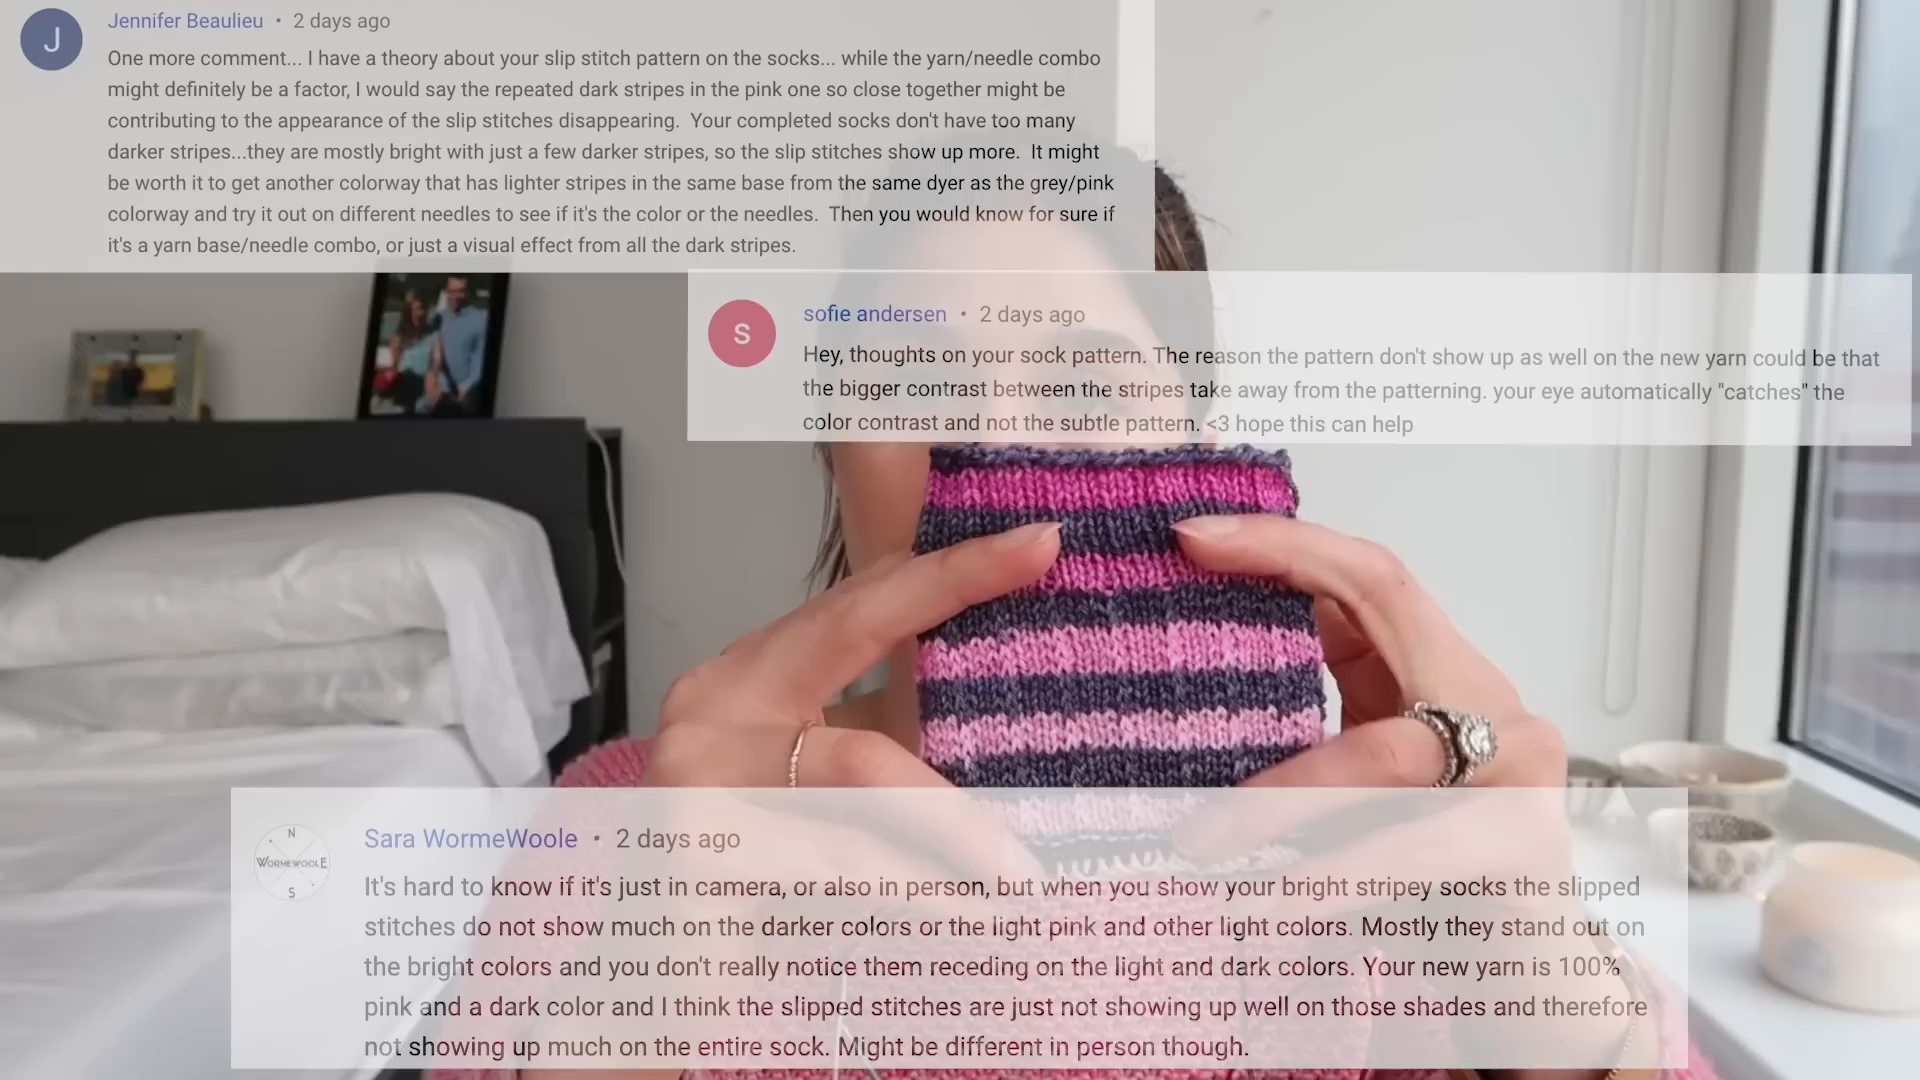 J
Jennifer Beaulieu • 2 days ago
One more comment... I have a theory about your slip stitch pattern on the socks... while the yarn/needle combo
might definitely be a factor, I would say the repeated dark stripes in the pink one so close together might be
contributing to the appearance of the slip stitches disappearing.  Your completed socks don't have too many
darker stripes...they are mostly bright with just a few darker stripes, so the slip stitches show up more.  It might
be worth it to get another colorway that has lighter stripes in the same base from the same dyer as the grey/pink
colorway and try it out on different needles to see if it's the color or the needles.  Then you would know for sure if
it's a yarn base/needle combo, or just a visual effect from all the dark stripes.
S
sofie andersen • 2 days ago
Hey, thoughts on your sock pattern. The reason the pattern don't show up as well on the new yarn could be that
the bigger contrast between the stripes take away from the patterning. your eye automatically "catches" the
color contrast and not the subtle pattern. <3 hope this can help
N
WORMEWOOLE
S
Sara WormeWoole • 2 days ago
It's hard to know if it's just in camera, or also in person, but when you show your bright stripey socks the slipped
stitches do not show much on the darker colors or the light pink and other light colors. Mostly they stand out on
the bright colors and you don't really notice them receding on the light and dark colors. Your new yarn is 100%
pink and a dark color and I think the slipped stitches are just not showing up well on those shades and therefore
not showing up much on the entire sock. Might be different in person though.